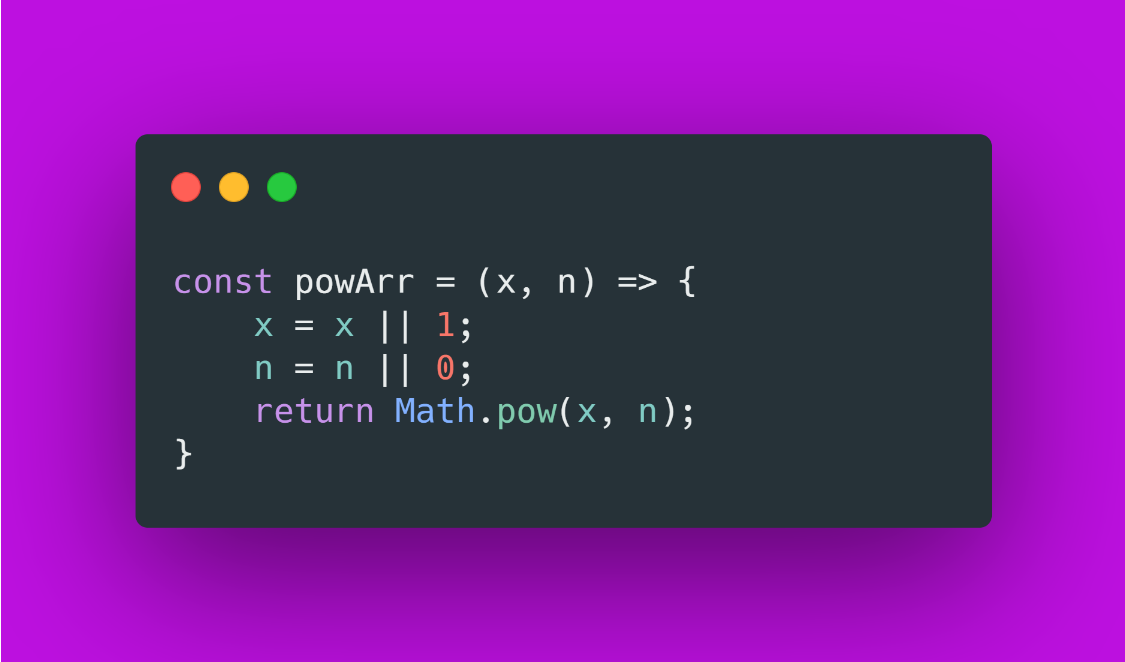 const powArr = (x, n) => {
    x = x || 1;
    n = n || 0;
    return Math.pow(x, n);
}